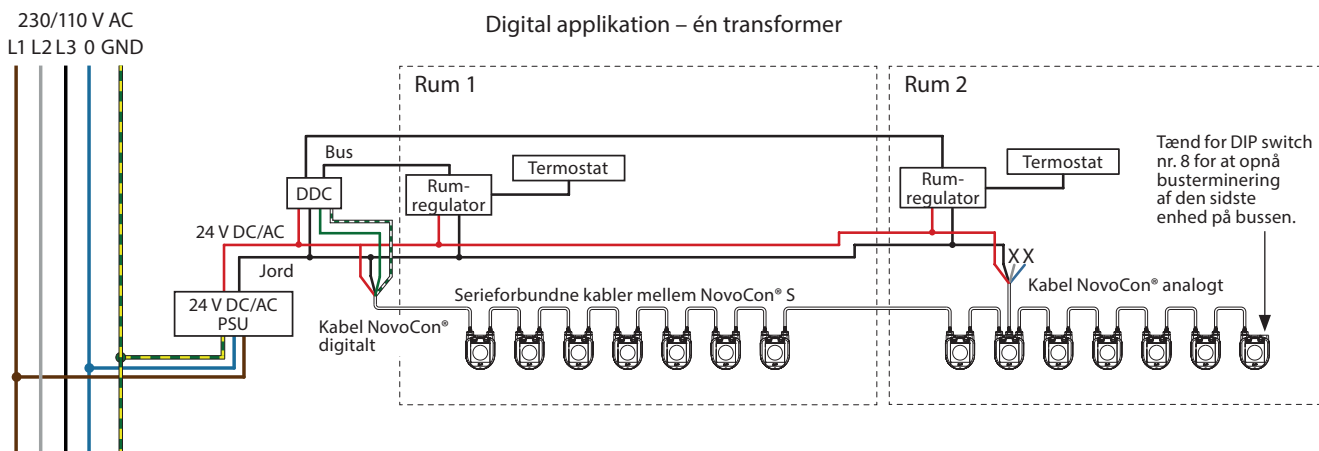 230/110 V AC
L1 L2 L3 0 GND
Digital applikation – én transformer
Rum 1
Rum 2
Bus
DDC
Rum-
regulator
Termostat
Rum-
regulator
Termostat
Tænd for DIP switch
nr. 8 for at opnå
busterminering
af den sidste
enhed på bussen.
24 V DC/AC
Jord
24 V DC/AC
PSU
Kabel NovoCon®
digitalt
Serieforbundne kabler mellem NovoCon® S
X X
Kabel NovoCon® analogt